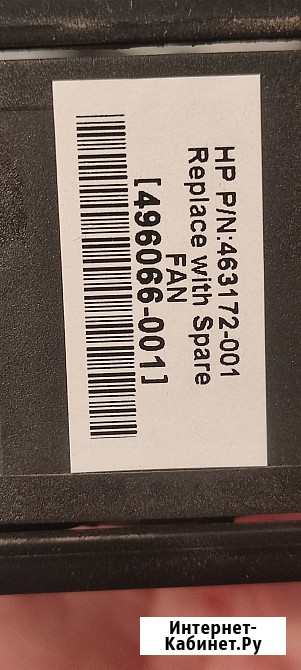 HP P/N:463172-001
Replace with Spare
FAN
[496066-001]
Интернет-
Кабинет.Ру